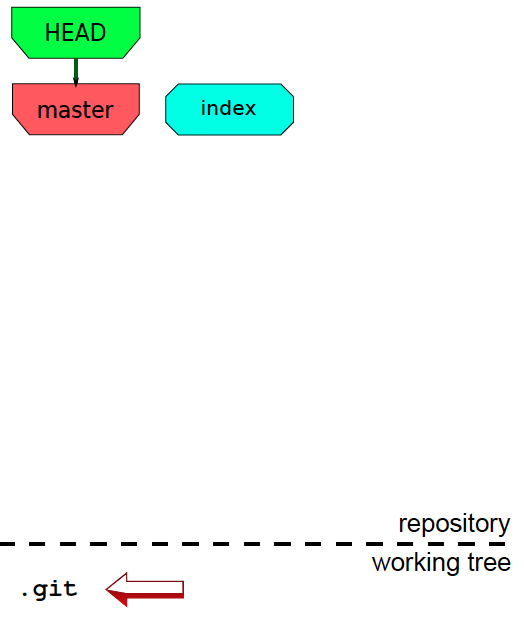 HEAD
master
index
repository
working tree
.git